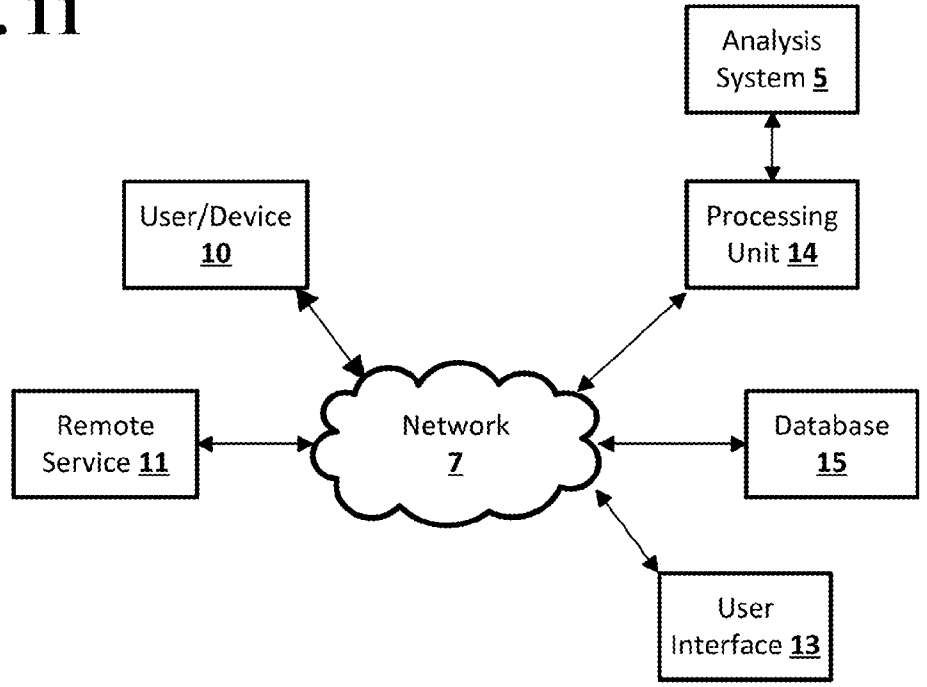 . 11
Analysis
System 5
User/Device
10
Processing
Unit 14
Remote
Service 11
Network
7
Database
15
User
Interface 13